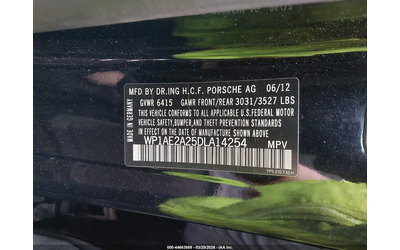 MFD BY DR.ING H.C.F. PORSCHE AG 06/12
GVWR 6415 GAWR FRONT/REAR 3031/3527 LBS
THIS VEHICLE CONFORMS TO ALL APPLICABLE U.S. FEDERAL MOTOR
VEHICLE SAFETY, BUMPER, AND THEFT PREVENTION STANDARDS
IN EFFECT ON THE DATE OF MANUFACTURE SHOWN ABOVE
WP1AE2A25DLA14254 MPV
MADE IN GERMANY